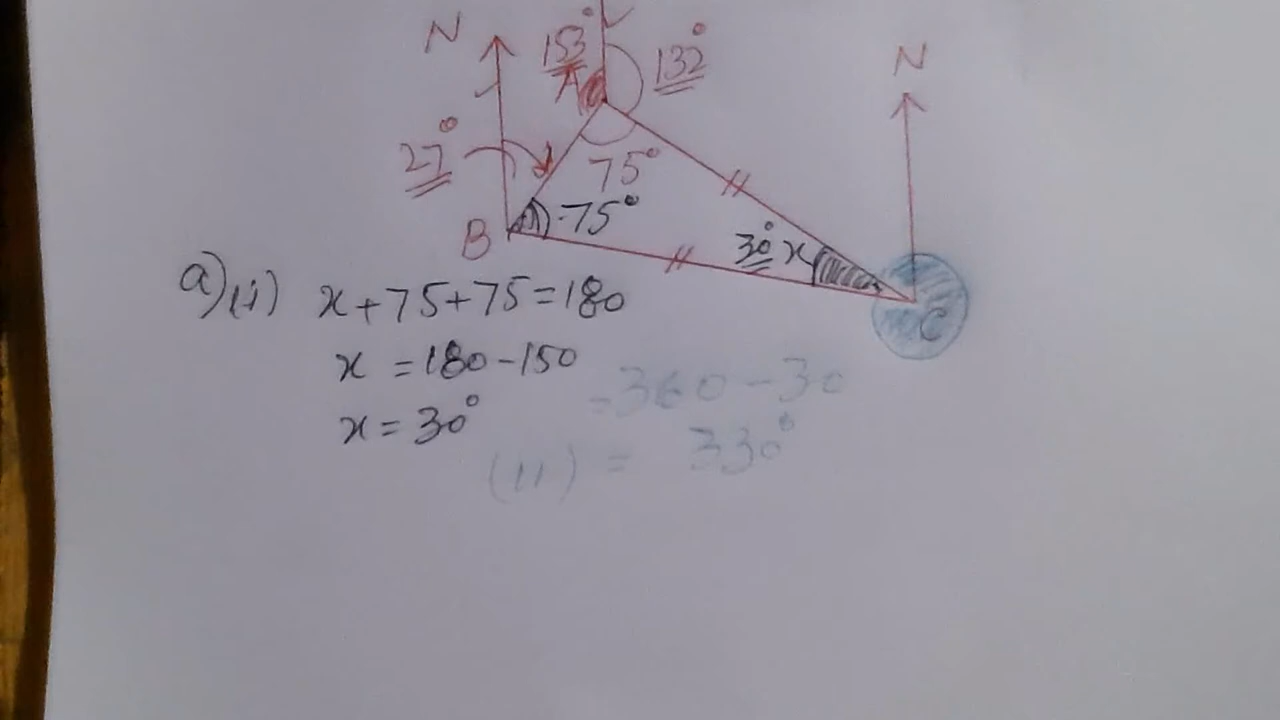 N
153°
132°
N
A
27°
75°
75°
B
30° x
C
a)(i) x+75+75=180
x = 180-150
= 360-30
x = 30°
(ii) = 330°